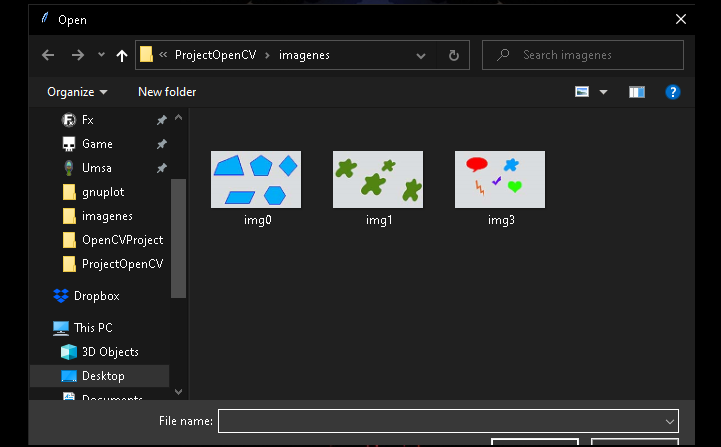 Open
« ProjectOpenCV > imagenes
Search imagenes
Organize
New folder
?
Fx
Game
Umsa
gnuplot
imagenes
OpenCVProject
ProjectOpenCV
Dropbox
This PC
3D Objects
Desktop
Documents
img0
img1
img3
File name: